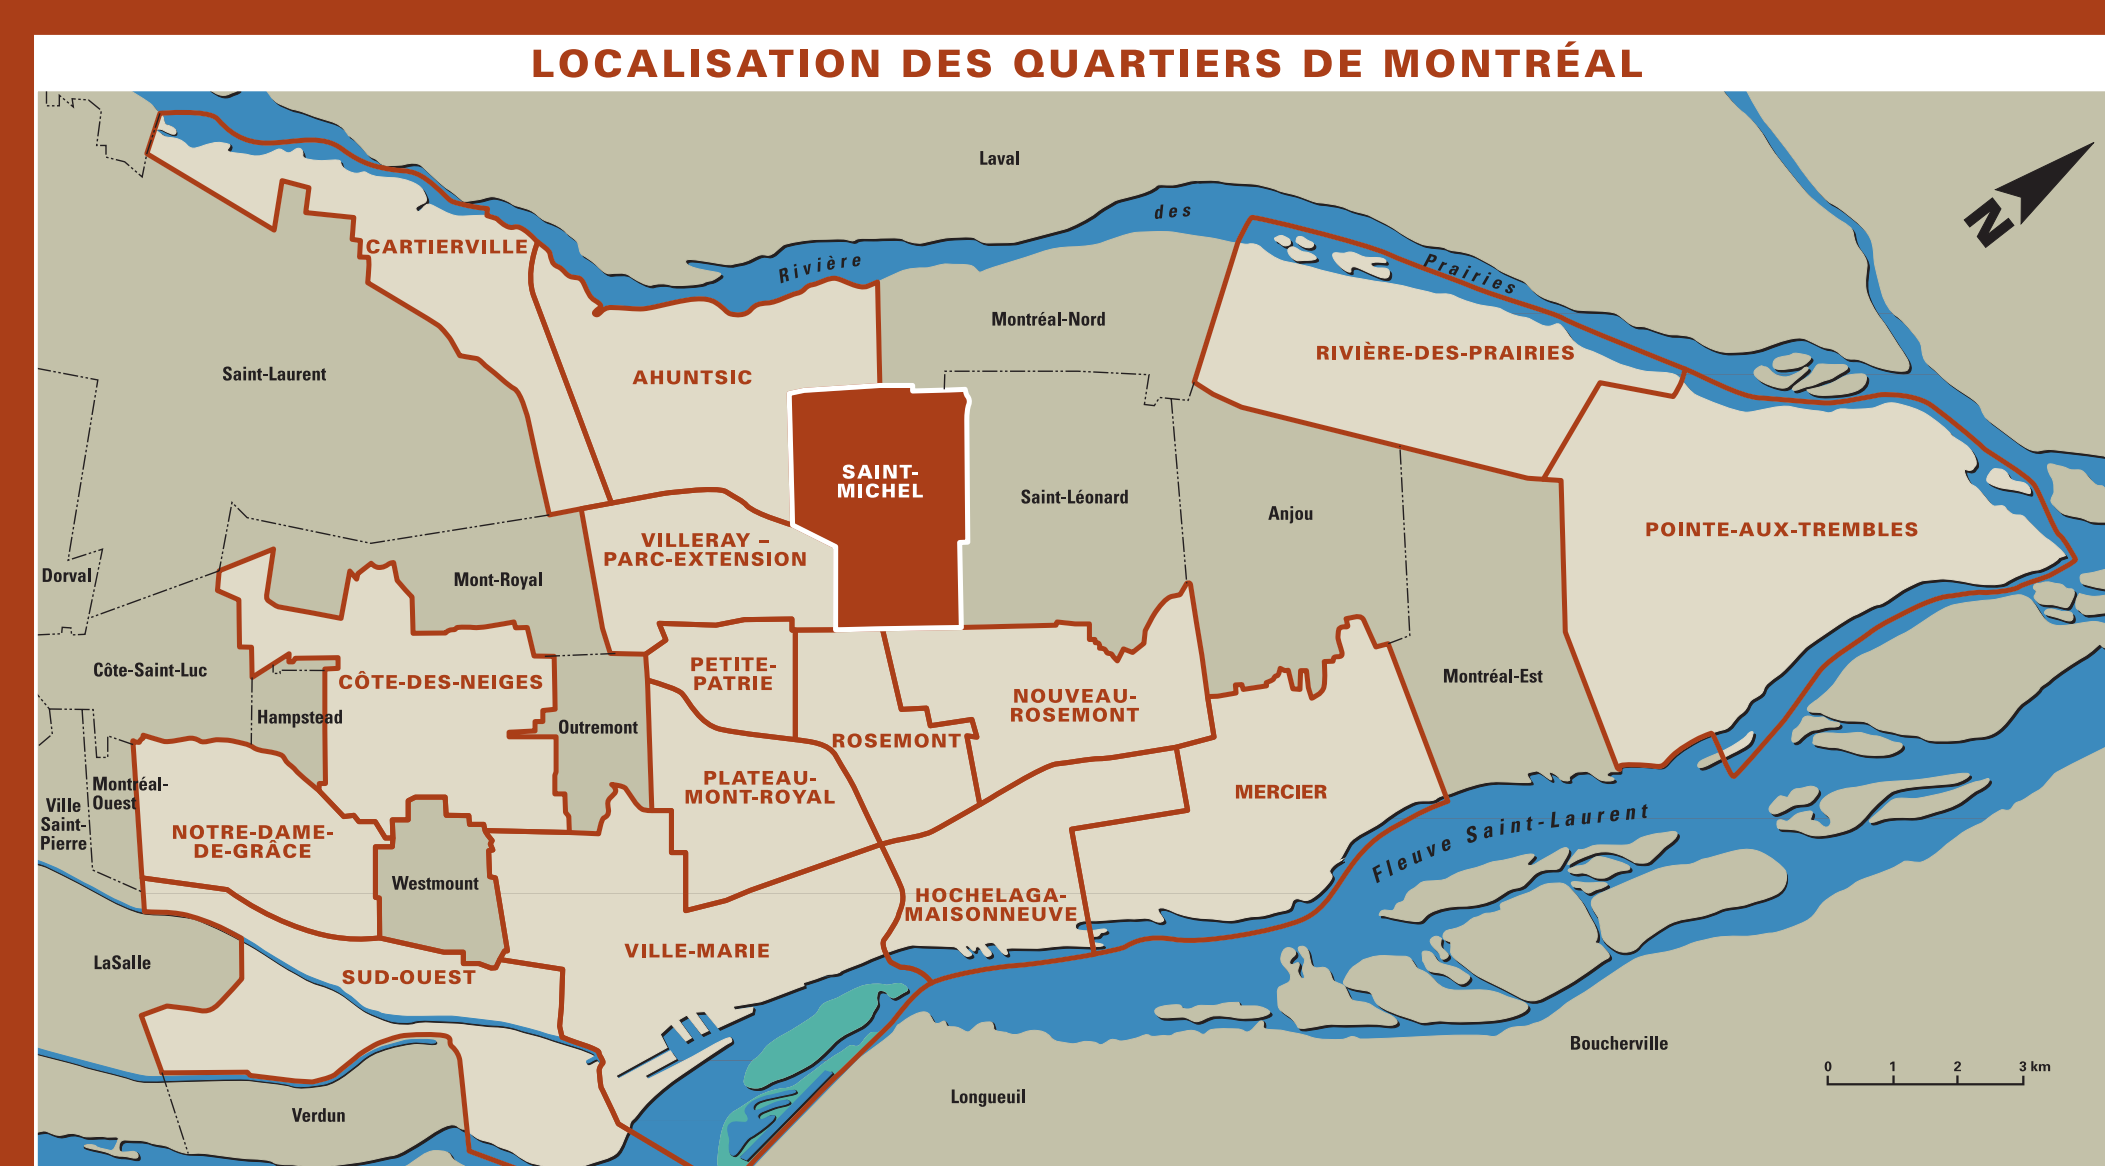 LOCALISATION DES QUARTIERS DE MONTRÉAL
Laval
des
N
CARTIERVILLE
Rivière
Prairies
Montréal-Nord
RIVIÈRE-DES-PRAIRIES
Saint-Laurent
AHUNTSIC
SAINT-
MICHEL
Saint-Léonard
Anjou
POINTE-AUX-TREMBLES
VILLERAY –
PARC-EXTENSION
Dorval
Mont-Royal
Côte-Saint-Luc
CÔTE-DES-NEIGES
PETITE-
PATRIE
Montréal-Est
NOUVEAU-
ROSEMONT
Hampstead
Outremont
ROSEMONT
Montréal-
Ouest
PLATEAU-
MONT-ROYAL
MERCIER
Ville
Saint-
Pierre
NOTRE-DAME-
DE-GRÂCE
Fleuve Saint-Laurent
Westmount
HOCHELAGA-
MAISONNEUVE
VILLE-MARIE
LaSalle
SUD-OUEST
Boucherville
0 1 2 3 km
Longueuil
Verdun